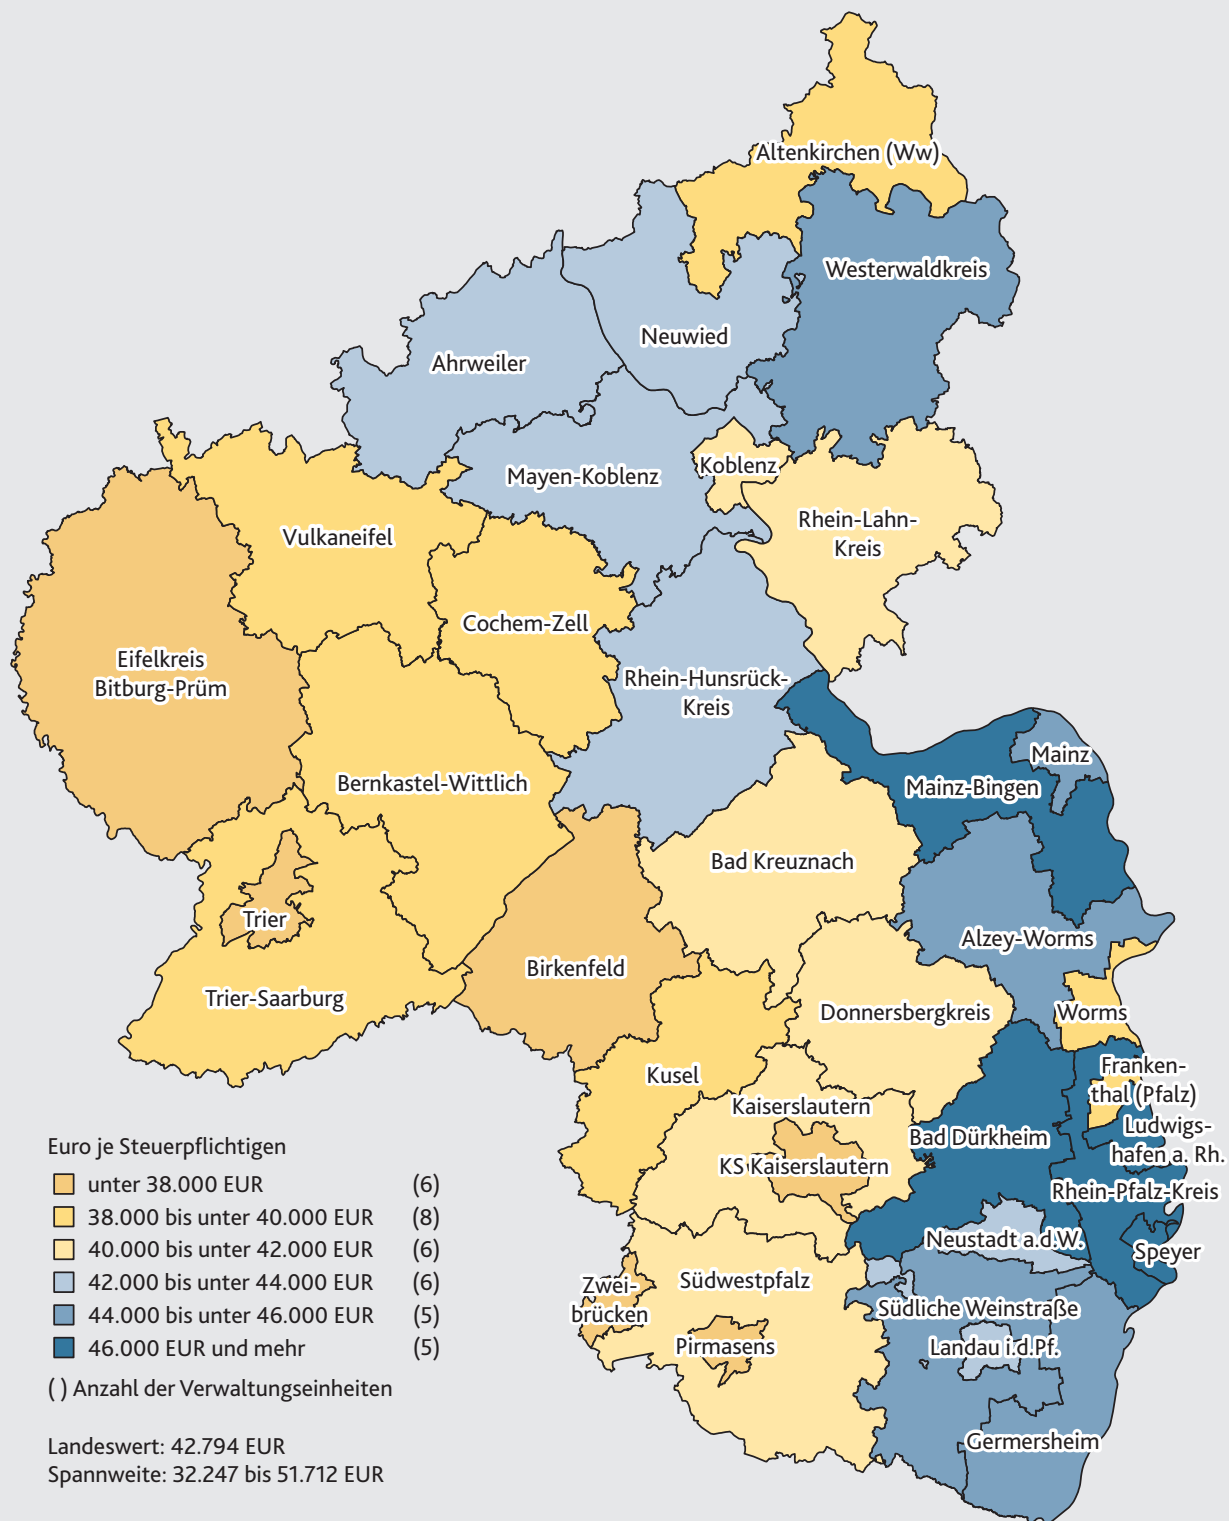 Altenkirchen (Ww)
Westerwaldkreis
Neuwied
Ahrweiler
Koblenz
Mayen-Koblenz
Rhein-Lahn-
Kreis
Vulkaneifel
Cochem-Zell
Eifelkreis
Bitburg-Prüm
Rhein-Hunsrück-
Kreis
Mainz
Bernkastel-Wittlich
Mainz-Bingen
Bad Kreuznach
Trier
Alzey-Worms
Birkenfeld
Trier-Saarburg
Donnersbergkreis
Worms
Kusel
Franken-
thal (Pfalz)
Kaiserslautern
Ludwigs-
hafen a. Rh.
Bad Dürkheim
KS Kaiserslautern
Rhein-Pfalz-Kreis
Neustadt a.d.W.
Speyer
Südwestpfalz
Zwei-
brücken
Südliche Weinstraße
Pirmasens
Landau i.d.Pf.
Germersheim
Euro je Steuerpflichtigen
unter 38.000 EUR (6)
38.000 bis unter 40.000 EUR (8)
40.000 bis unter 42.000 EUR (6)
42.000 bis unter 44.000 EUR (6)
44.000 bis unter 46.000 EUR (5)
46.000 EUR und mehr (5)
( ) Anzahl der Verwaltungseinheiten
Landeswert: 42.794 EUR
Spannweite: 32.247 bis 51.712 EUR